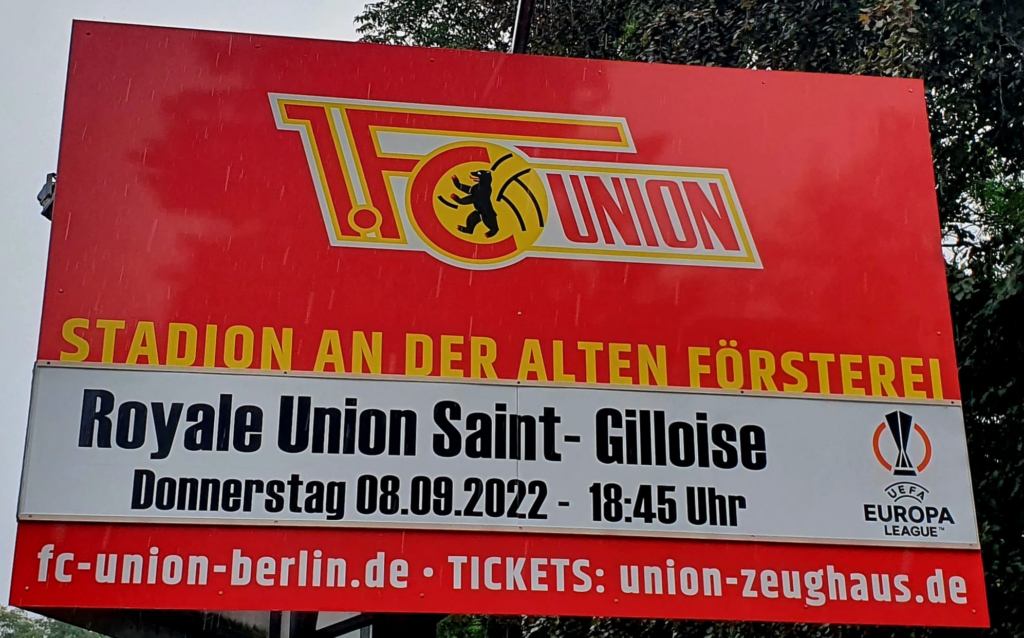 1.FC UNION
STADION AN DER ALTEN FÖRSTEREI
Royale Union Saint- Gilloise
Donnerstag 08.09.2022 - 18:45 Uhr
UEFA
EUROPA
LEAGUE™
fc-union-berlin.de • TICKETS: union-zeughaus.de